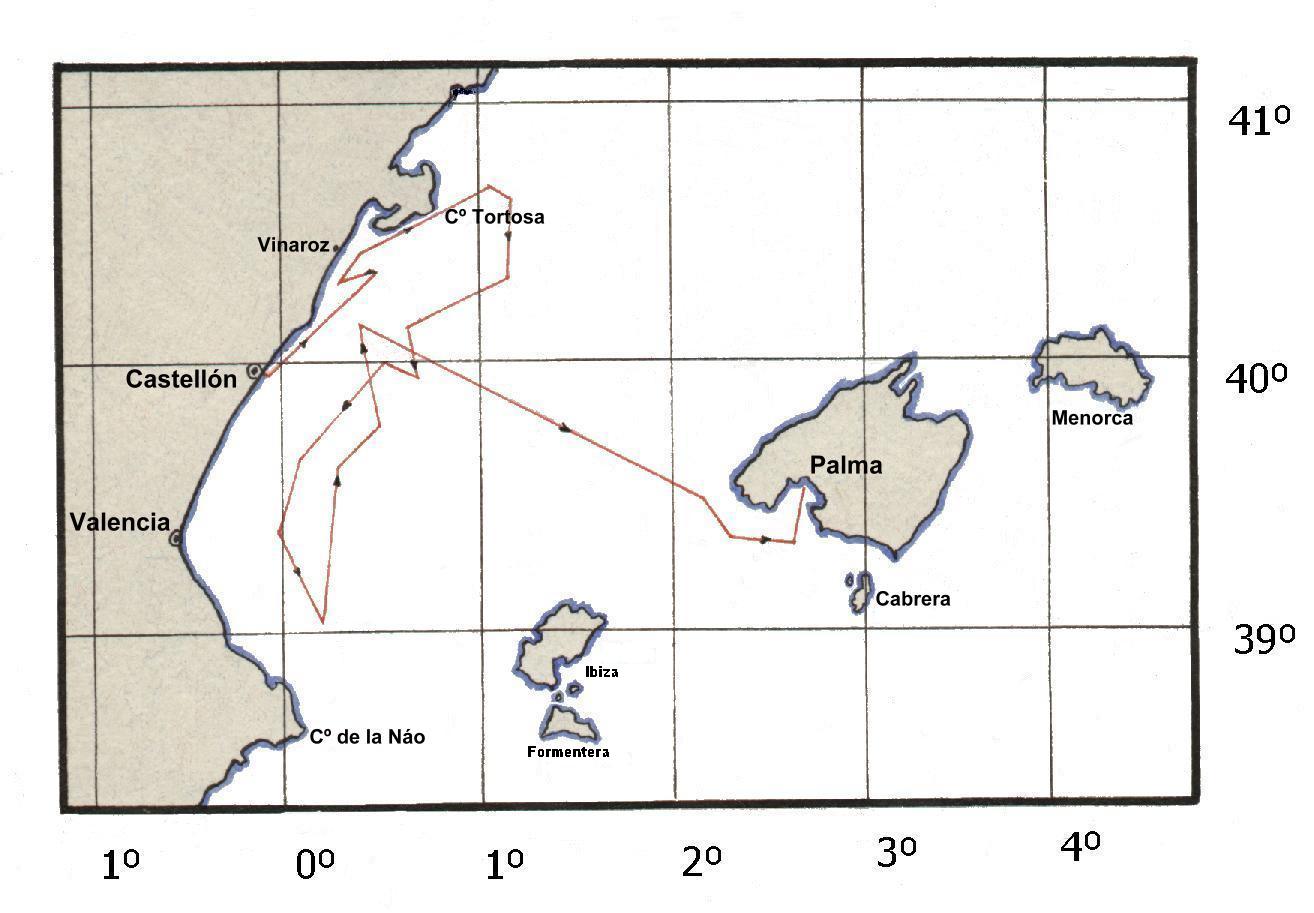 41º
Cº Tortosa
Vinaroz
Castellón
40º
Menorca
Palma
Valencia
Cabrera
39º
Ibiza
Cº de la Náo
Formentera
1º
0º
1º
2º
3º
4º